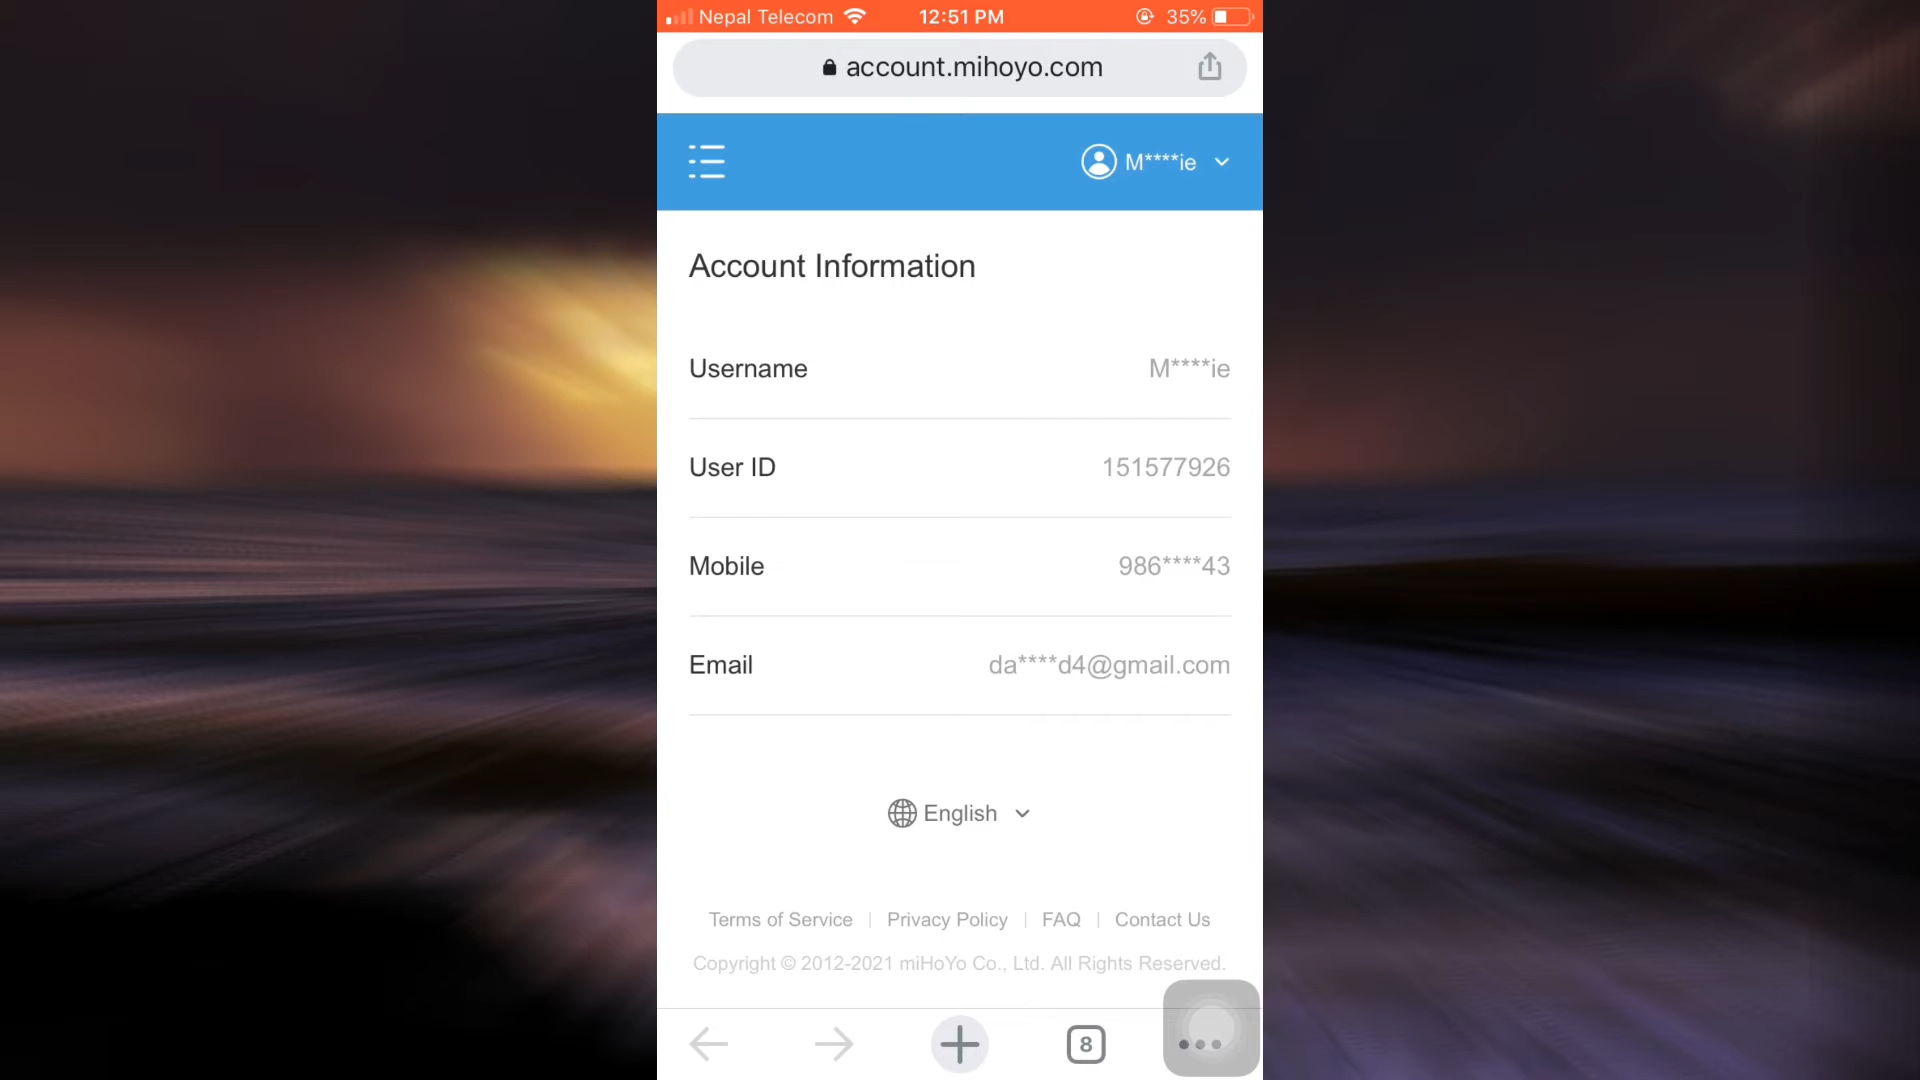 Nepal Telecom 12:51 PM 35%
account.mihoyo.com
M****ie
Account Information
Username M****ie
User ID 151577926
Mobile 986****43
Email da****d4@gmail.com
English
Terms of Service | Privacy Policy | FAQ | Contact Us
Copyright © 2012-2021 miHoYo Co., Ltd. All Rights Reserved.
8